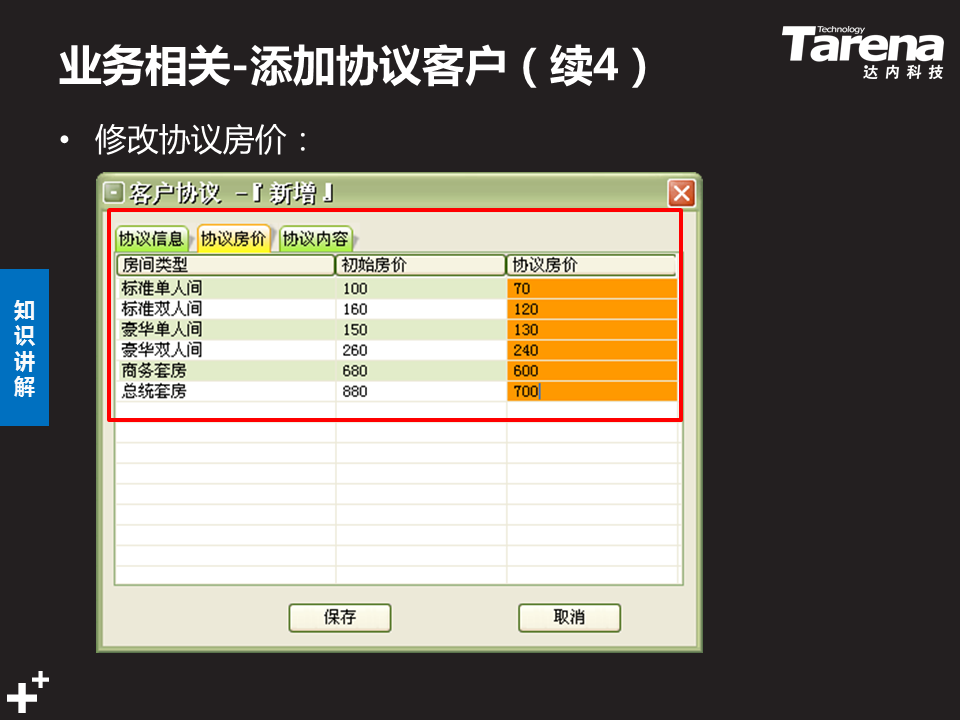 业务相关-添加协议客户（续4）
Technology
Tarena
达内科技
• 修改协议房价：
知识讲解
客户协议 -『 新增 』
协议信息 协议房价 协议内容
房间类型 初始房价 协议房价
标准单人间 100 70
标准双人间 160 120
豪华单人间 150 130
豪华双人间 260 240
商务套房 680 600
总统套房 880 700
保存 取消